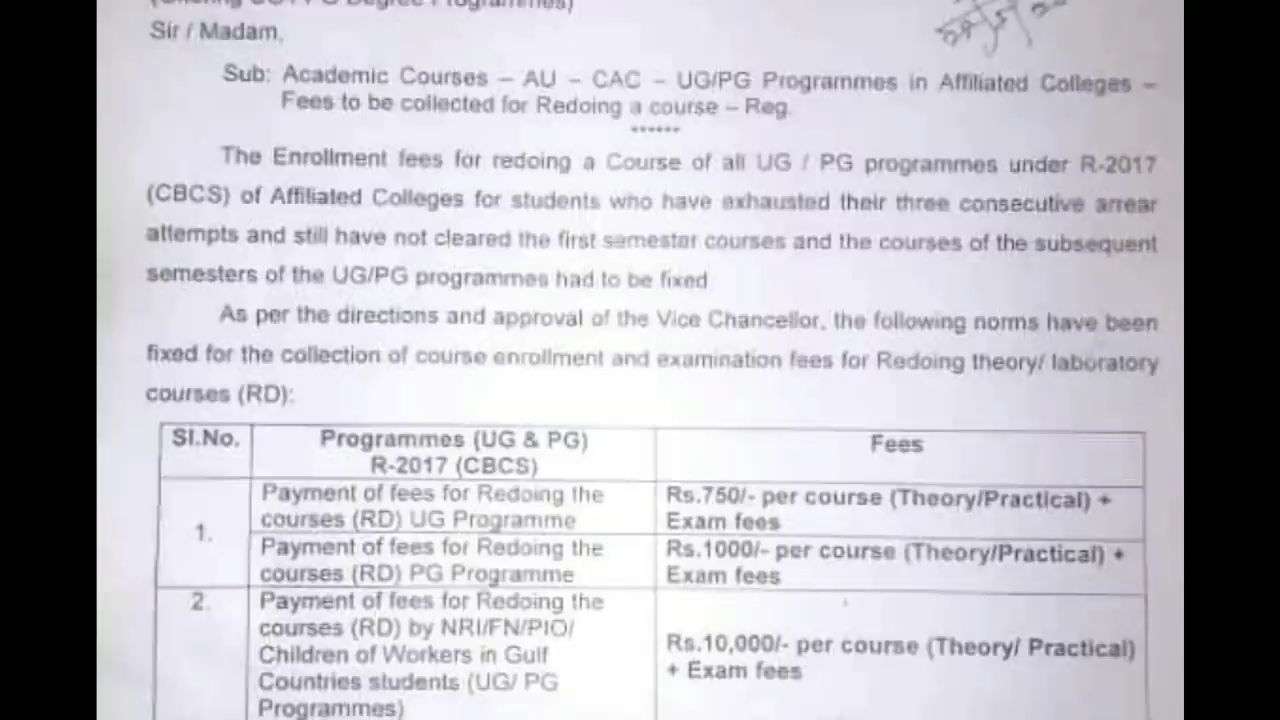 Sir / Madam,
Sub: Academic Courses – AU – CAC – UG/PG Programmes in Affiliated Colleges –
Fees to be collected for Redoing a course – Reg.
******
The Enrollment fees for redoing a Course of all UG / PG programmes under R-2017
(CBCS) of Affiliated Colleges for students who have exhausted their three consecutive arrear
attempts and still have not cleared the first semester courses and the courses of the subsequent
semesters of the UG/PG programmes had to be fixed
As per the directions and approval of the Vice Chancellor, the following norms have been
fixed for the collection of course enrollment and examination fees for Redoing theory/ laboratory
courses (RD):
Sl.No.
Programmes (UG & PG)
R-2017 (CBCS)
Fees
1.
Payment of fees for Redoing the
courses (RD) UG Programme
Rs.750/- per course (Theory/Practical) +
Exam fees
Payment of fees for Redoing the
courses (RD) PG Programme
Rs.1000/- per course (Theory/Practical) +
Exam fees
2.
Payment of fees for Redoing the
courses (RD) by NRI/FN/PIO/
Children of Workers in Gulf
Countries students (UG/ PG
Programmes)
Rs.10,000/- per course (Theory/ Practical)
+ Exam fees